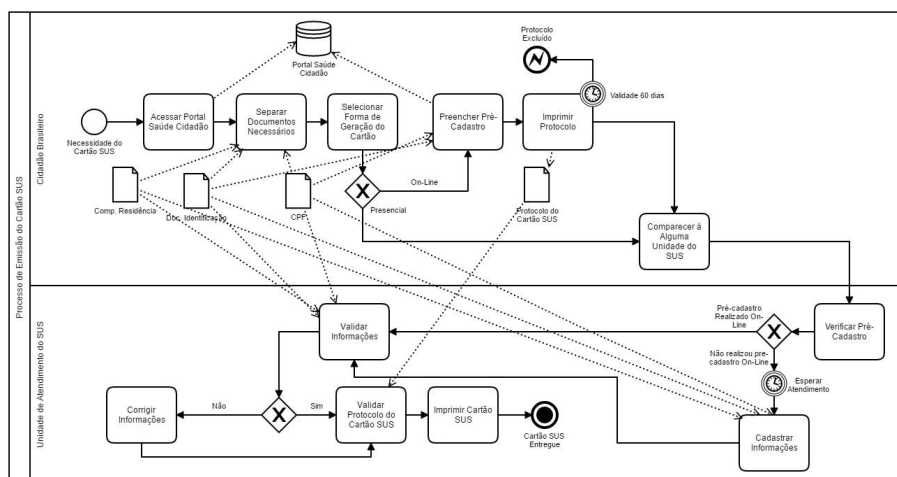 Processo de Emissão do Cartão SUS
Cidadão Brasileiro
Necessidade do
Cartão SUS
Acessar Portal
Saúde Cidadão
Separar
Documentos
Necessários
Selecionar
Forma de
Geração do
Cartão
Portal Saúde
Cidadão
Preencher Pré-
Cadastro
Imprimir
Protocolo
Protocolo
Excluído
Validade 60 dias
Comp. Residência
Doc. Identificação
CPF
On-Line
Presencial
Protocolo do
Cartão SUS
Comparecer á
Alguma
Unidade do
SUS
Unidade de Atendimento do SUS
Validar
Informações
Pré-cadastro
Realizado On-
Line
Verificar Pré-
Cadastro
Não realizou pre-
cadastro On-Line
Esperar
Atendimento
Corrigir
Informações
Não
Sim
Validar
Protocolo do
Cartão SUS
Imprimir Cartão
SUS
Cartão SUS
Entregue
Cadastrar
Informações